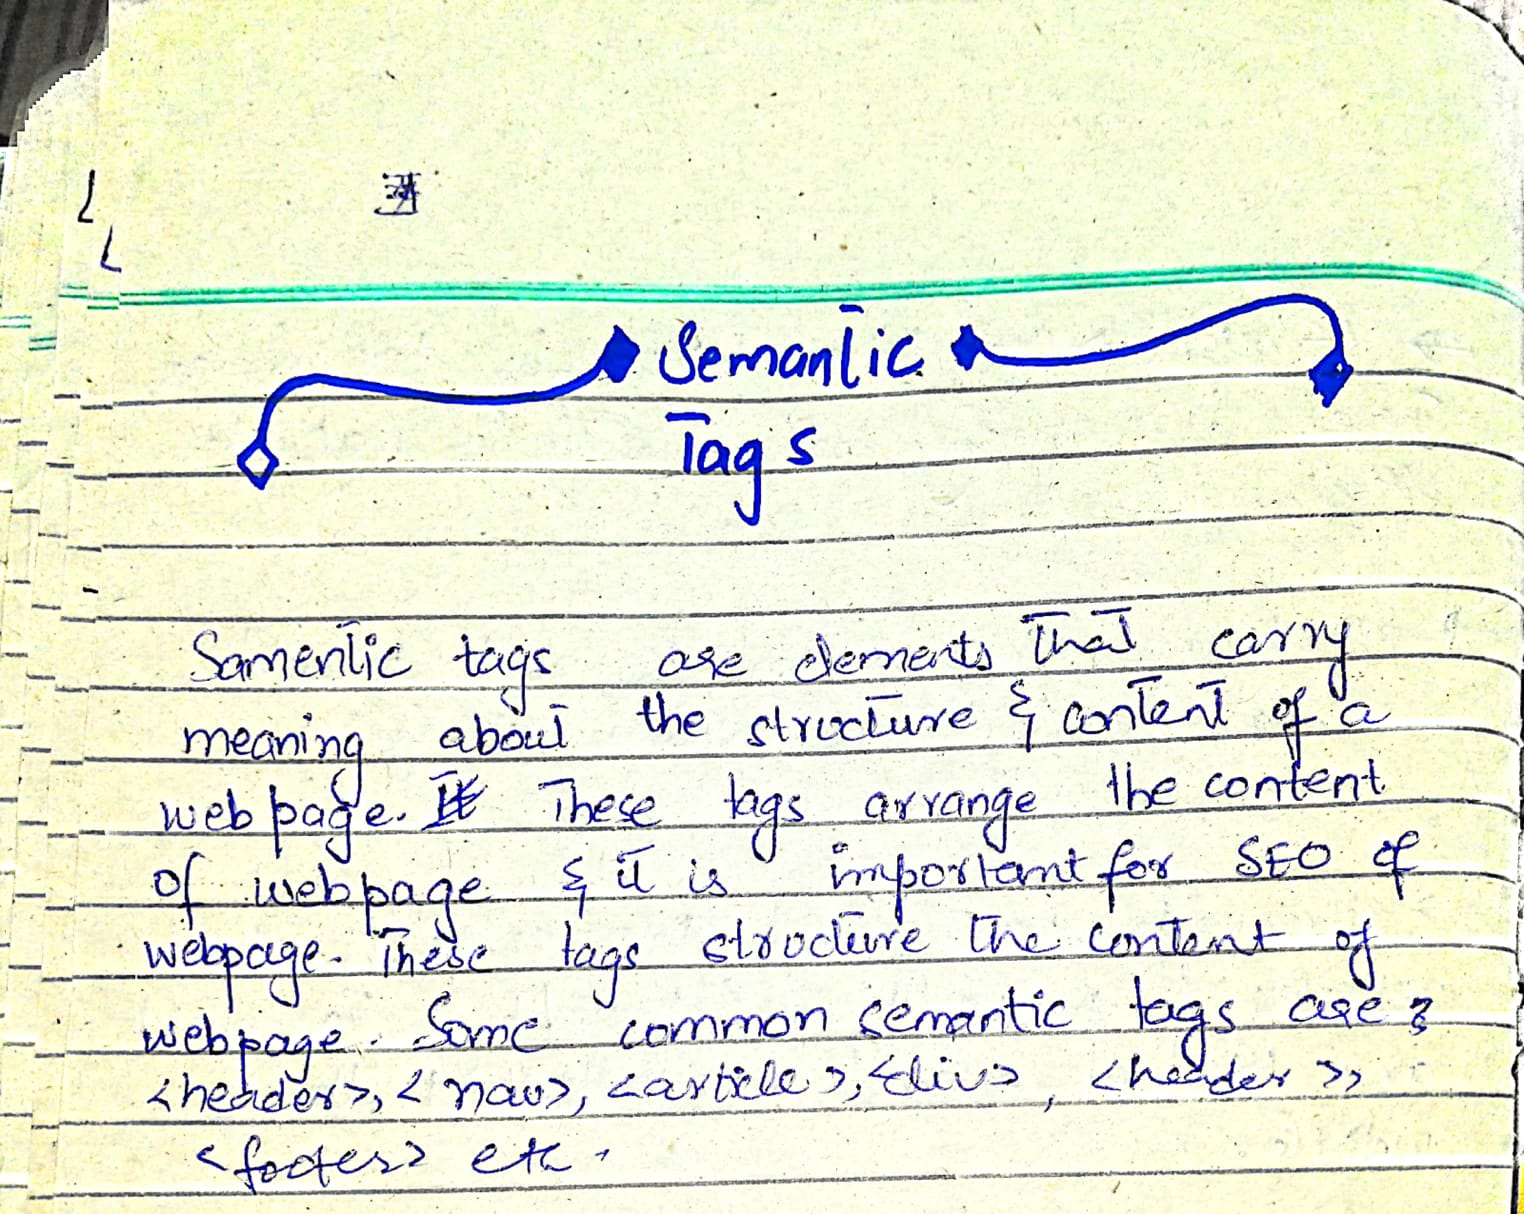 Semantic
Tags
Samentic tags are elements that carry
meaning about the structure & content of a
webpage. It These tags arrange the content
of webpage & it is important for SEO of
webpage. These tags structure the content of
webpage. Some common semantic tags are :
<header>, <nav>, <article>, <div>, <header>,
<footer> etc.